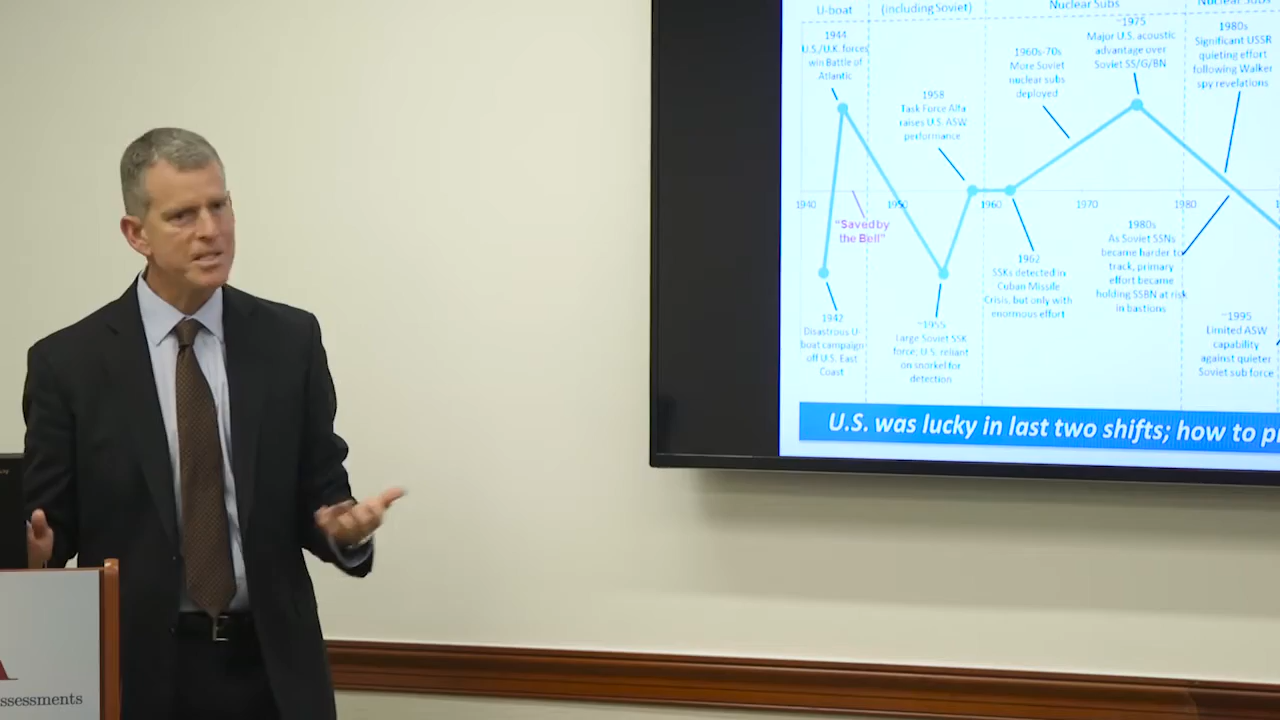 U-boat
(including Soviet)
Nuclear Subs
Nuclear Subs
1944
U.S./U.K. forces
win Battle of
Atlantic
1958
Task Force Alfa
raises U.S. ASW
performance
1960s-70s
More Soviet
nuclear subs
deployed
~1975
Major U.S. acoustic
advantage over
Soviet SS/G/BN
1980s
Significant USSR
quieting effort
following Walker
spy revelations
1940
1950
1960
1970
1980
"Saved by
the Bell"
1942
Disastrous U-
boat campaign
off U.S. East
Coast
~1955
Large Soviet SSK
force; U.S. reliant
on snorkel for
detection
1962
SSKs detected in
Cuban Missile
Crisis, but only with
enormous effort
1980s
As Soviet SSNs
became harder to
track, primary
effort became
holding SSBN at risk
in bastions
~1995
Limited ASW
capability
against quieter
Soviet sub force
U.S. was lucky in last two shifts; how to p
ssessments